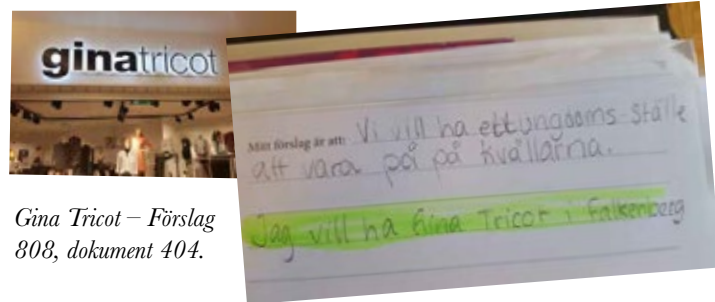 ginatricot
Mitt förslag är att: Vi vill ha ett ungdoms-ställe
att vara på på kvällarna.
Jag vill ha Gina Tricot i Falkenberg
Gina Tricot – Förslag
808, dokument 404.